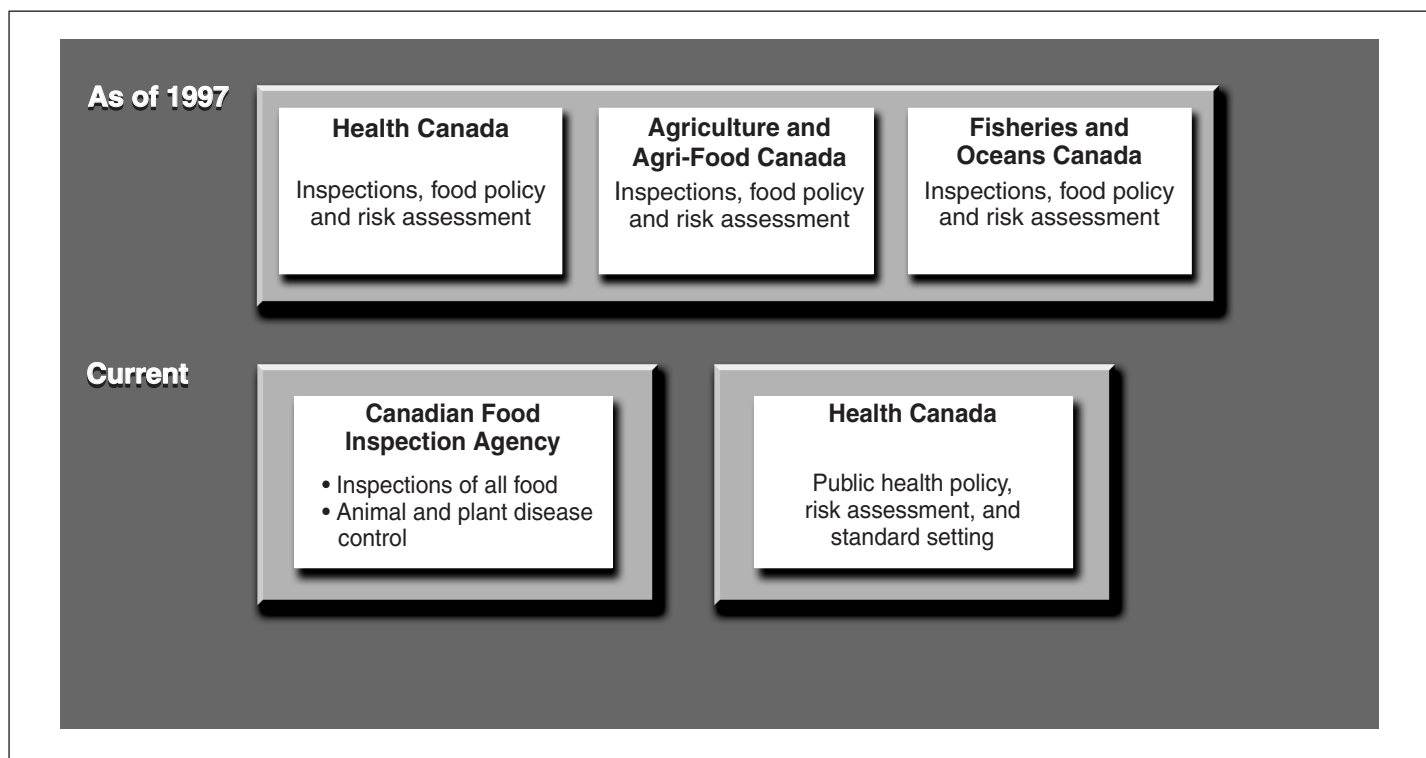 As of 1997
Health Canada
Inspections, food policy
and risk assessment
Agriculture and
Agri-Food Canada
Inspections, food policy
and risk assessment
Fisheries and
Oceans Canada
Inspections, food policy
and risk assessment
Current
Canadian Food
Inspection Agency
• Inspections of all food
• Animal and plant disease
control
Health Canada
Public health policy,
risk assessment, and
standard setting